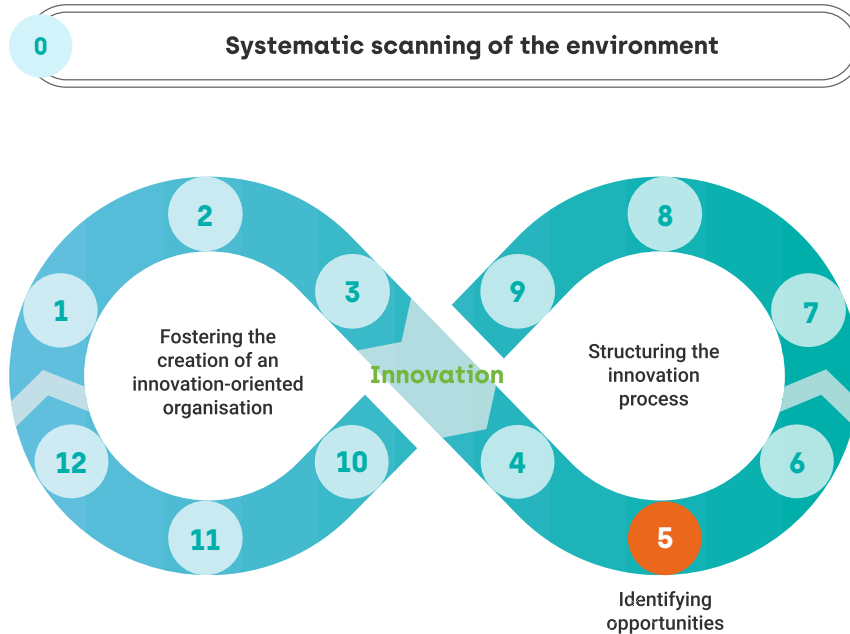 0
Systematic scanning of the environment
2
8
3
9
1
7
Fostering the
creation of an
innovation-oriented
organisation
Innovation
Structuring the
innovation
process
12
10
4
6
11
5
Identifying
opportunities